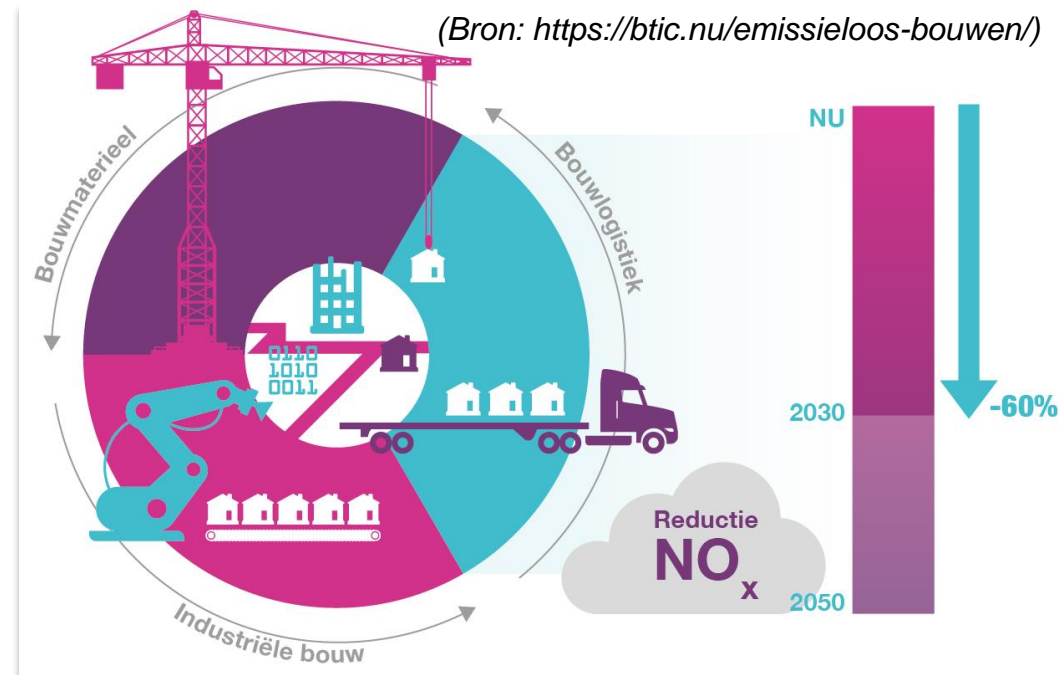 (Bron: https://btic.nu/emissieloos-bouwen/)
Bouwmaterieel
Bouwlogistiek
Industriële bouw
0110
1010
0011
NU
2030
-60%
Reductie
NOx
2050